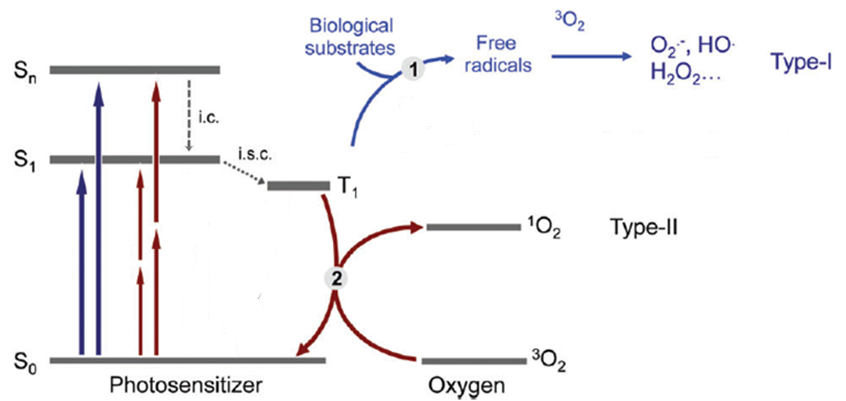 Biological
substrates
1
Free
radicals
³O₂
O₂·⁻, HO·
H₂O₂...
Type-I
Sₙ
i.c.
S₁
i.s.c.
T₁
¹O₂
Type-II
2
S₀
³O₂
Photosensitizer
Oxygen